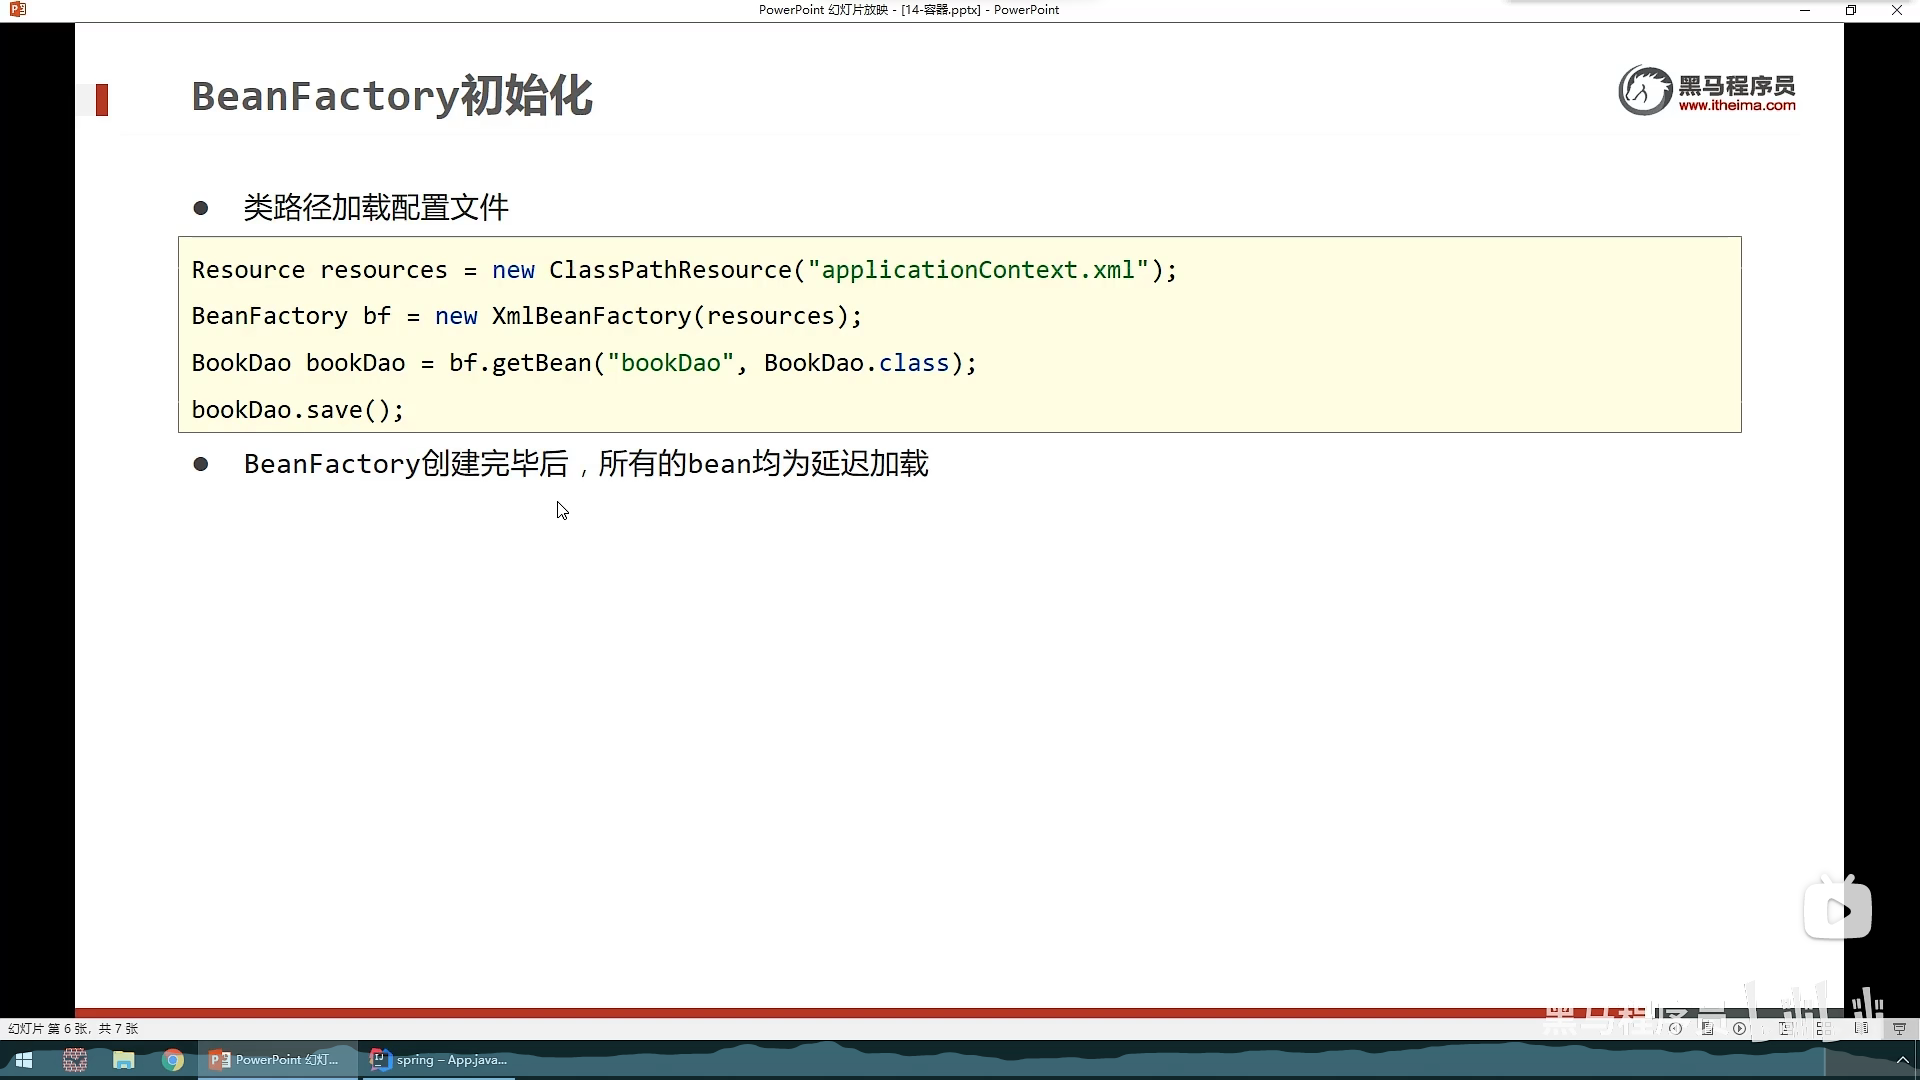 PowerPoint 幻灯片放映 - [14-容器.pptx] - PowerPoint
BeanFactory初始化
黑马程序员
www.itheima.com
● 类路径加载配置文件
Resource resources = new ClassPathResource("applicationContext.xml");
BeanFactory bf = new XmlBeanFactory(resources);
BookDao bookDao = bf.getBean("bookDao", BookDao.class);
bookDao.save();
● BeanFactory创建完毕后，所有的bean均为延迟加载
黑马程序员
幻灯片 第 6 张，共 7 张
PowerPoint 幻灯...
spring – App.java...